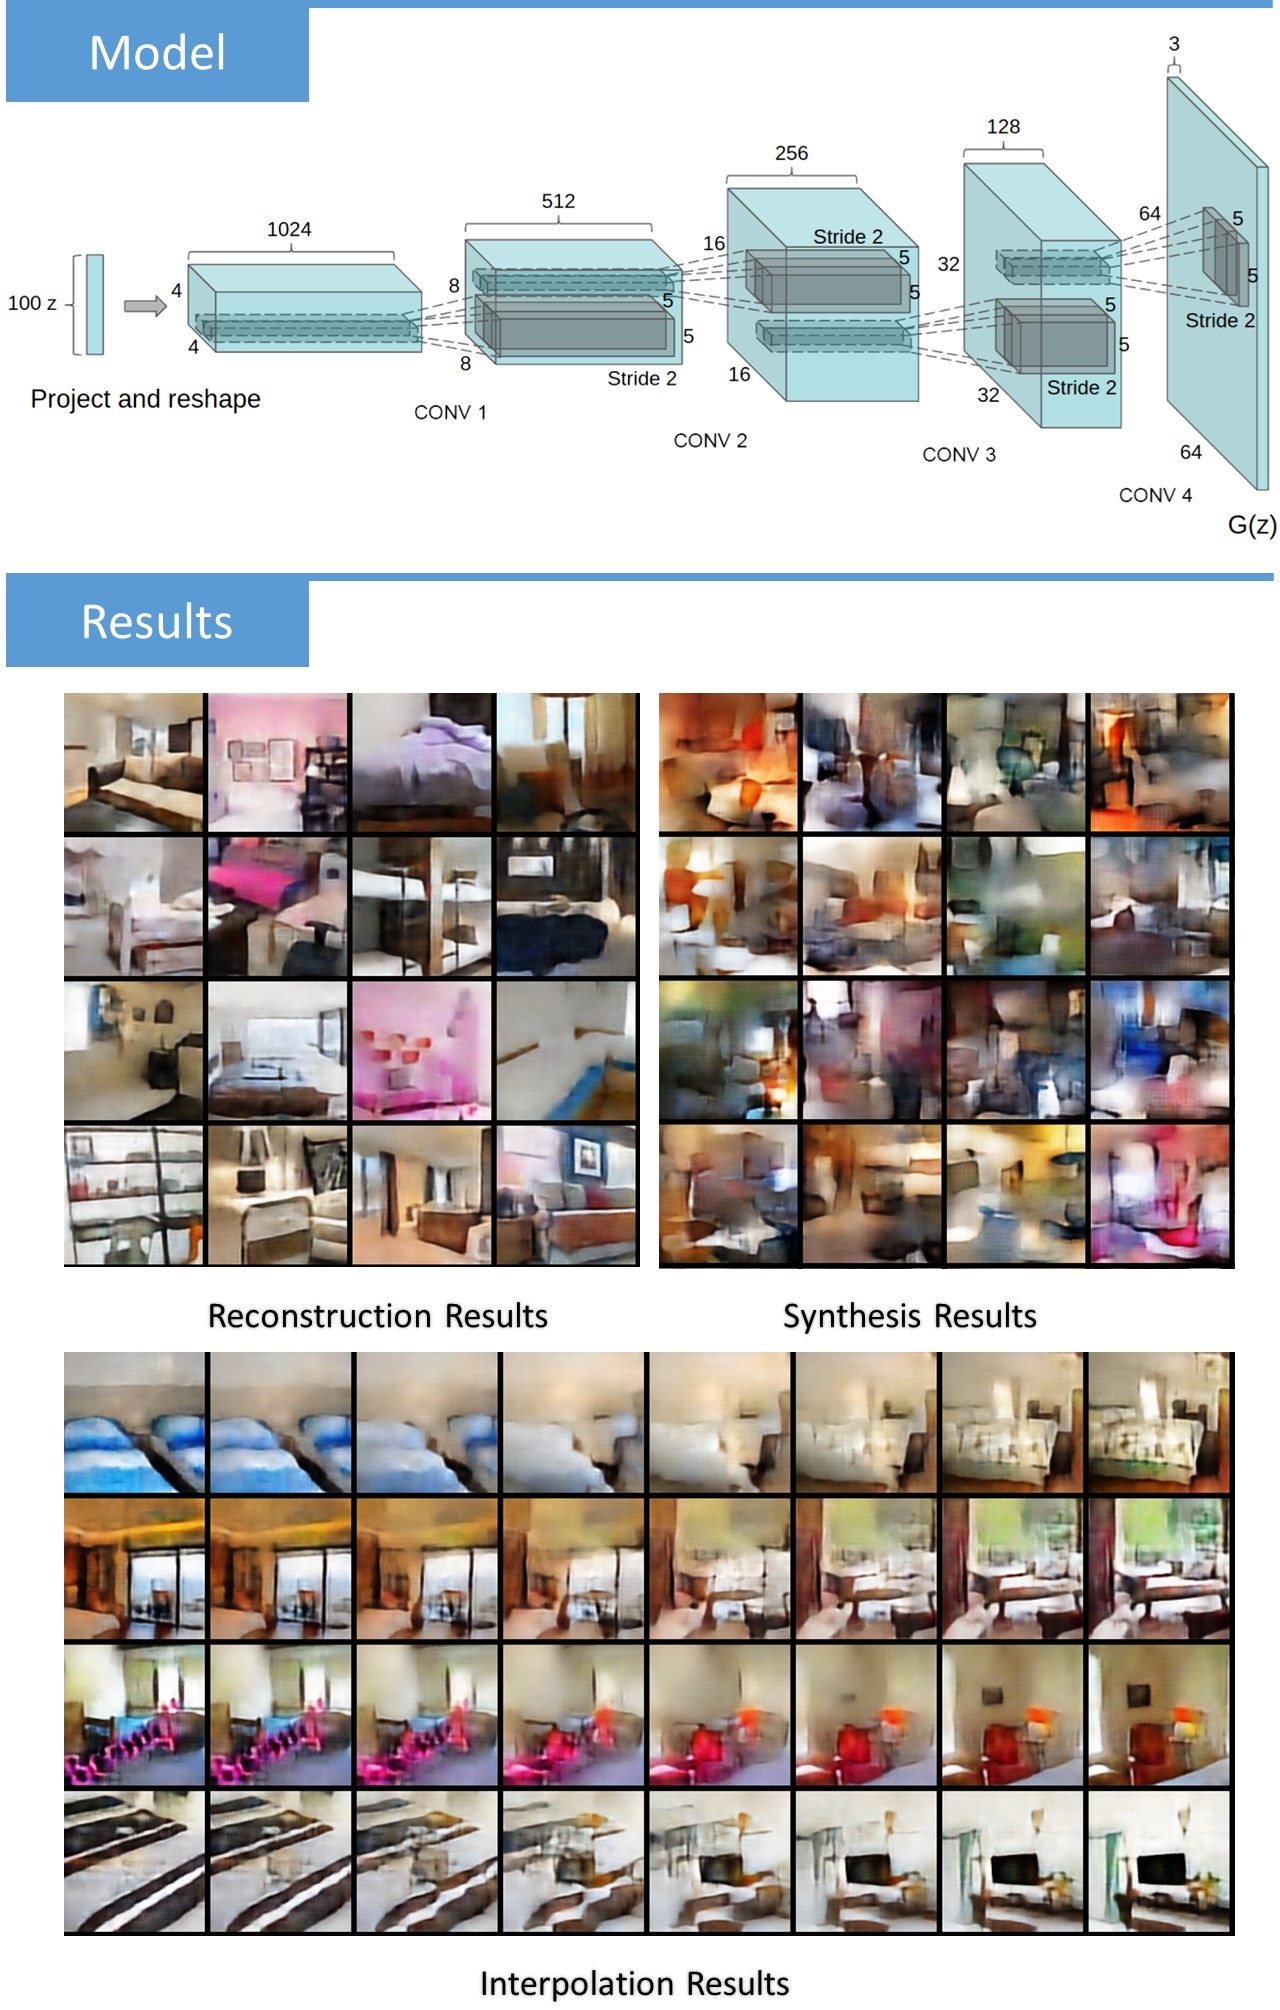 Model
3
128
256
64
5
512
16
Stride 2
5
32
5
1024
4
8
5
5
5
Stride 2
100 z
5
5
4
8
Stride 2
16
32
Stride 2
Project and reshape
CONV 1
CONV 2
CONV 3
64
CONV 4
G(z)
Results
Reconstruction Results
Synthesis Results
Interpolation Results